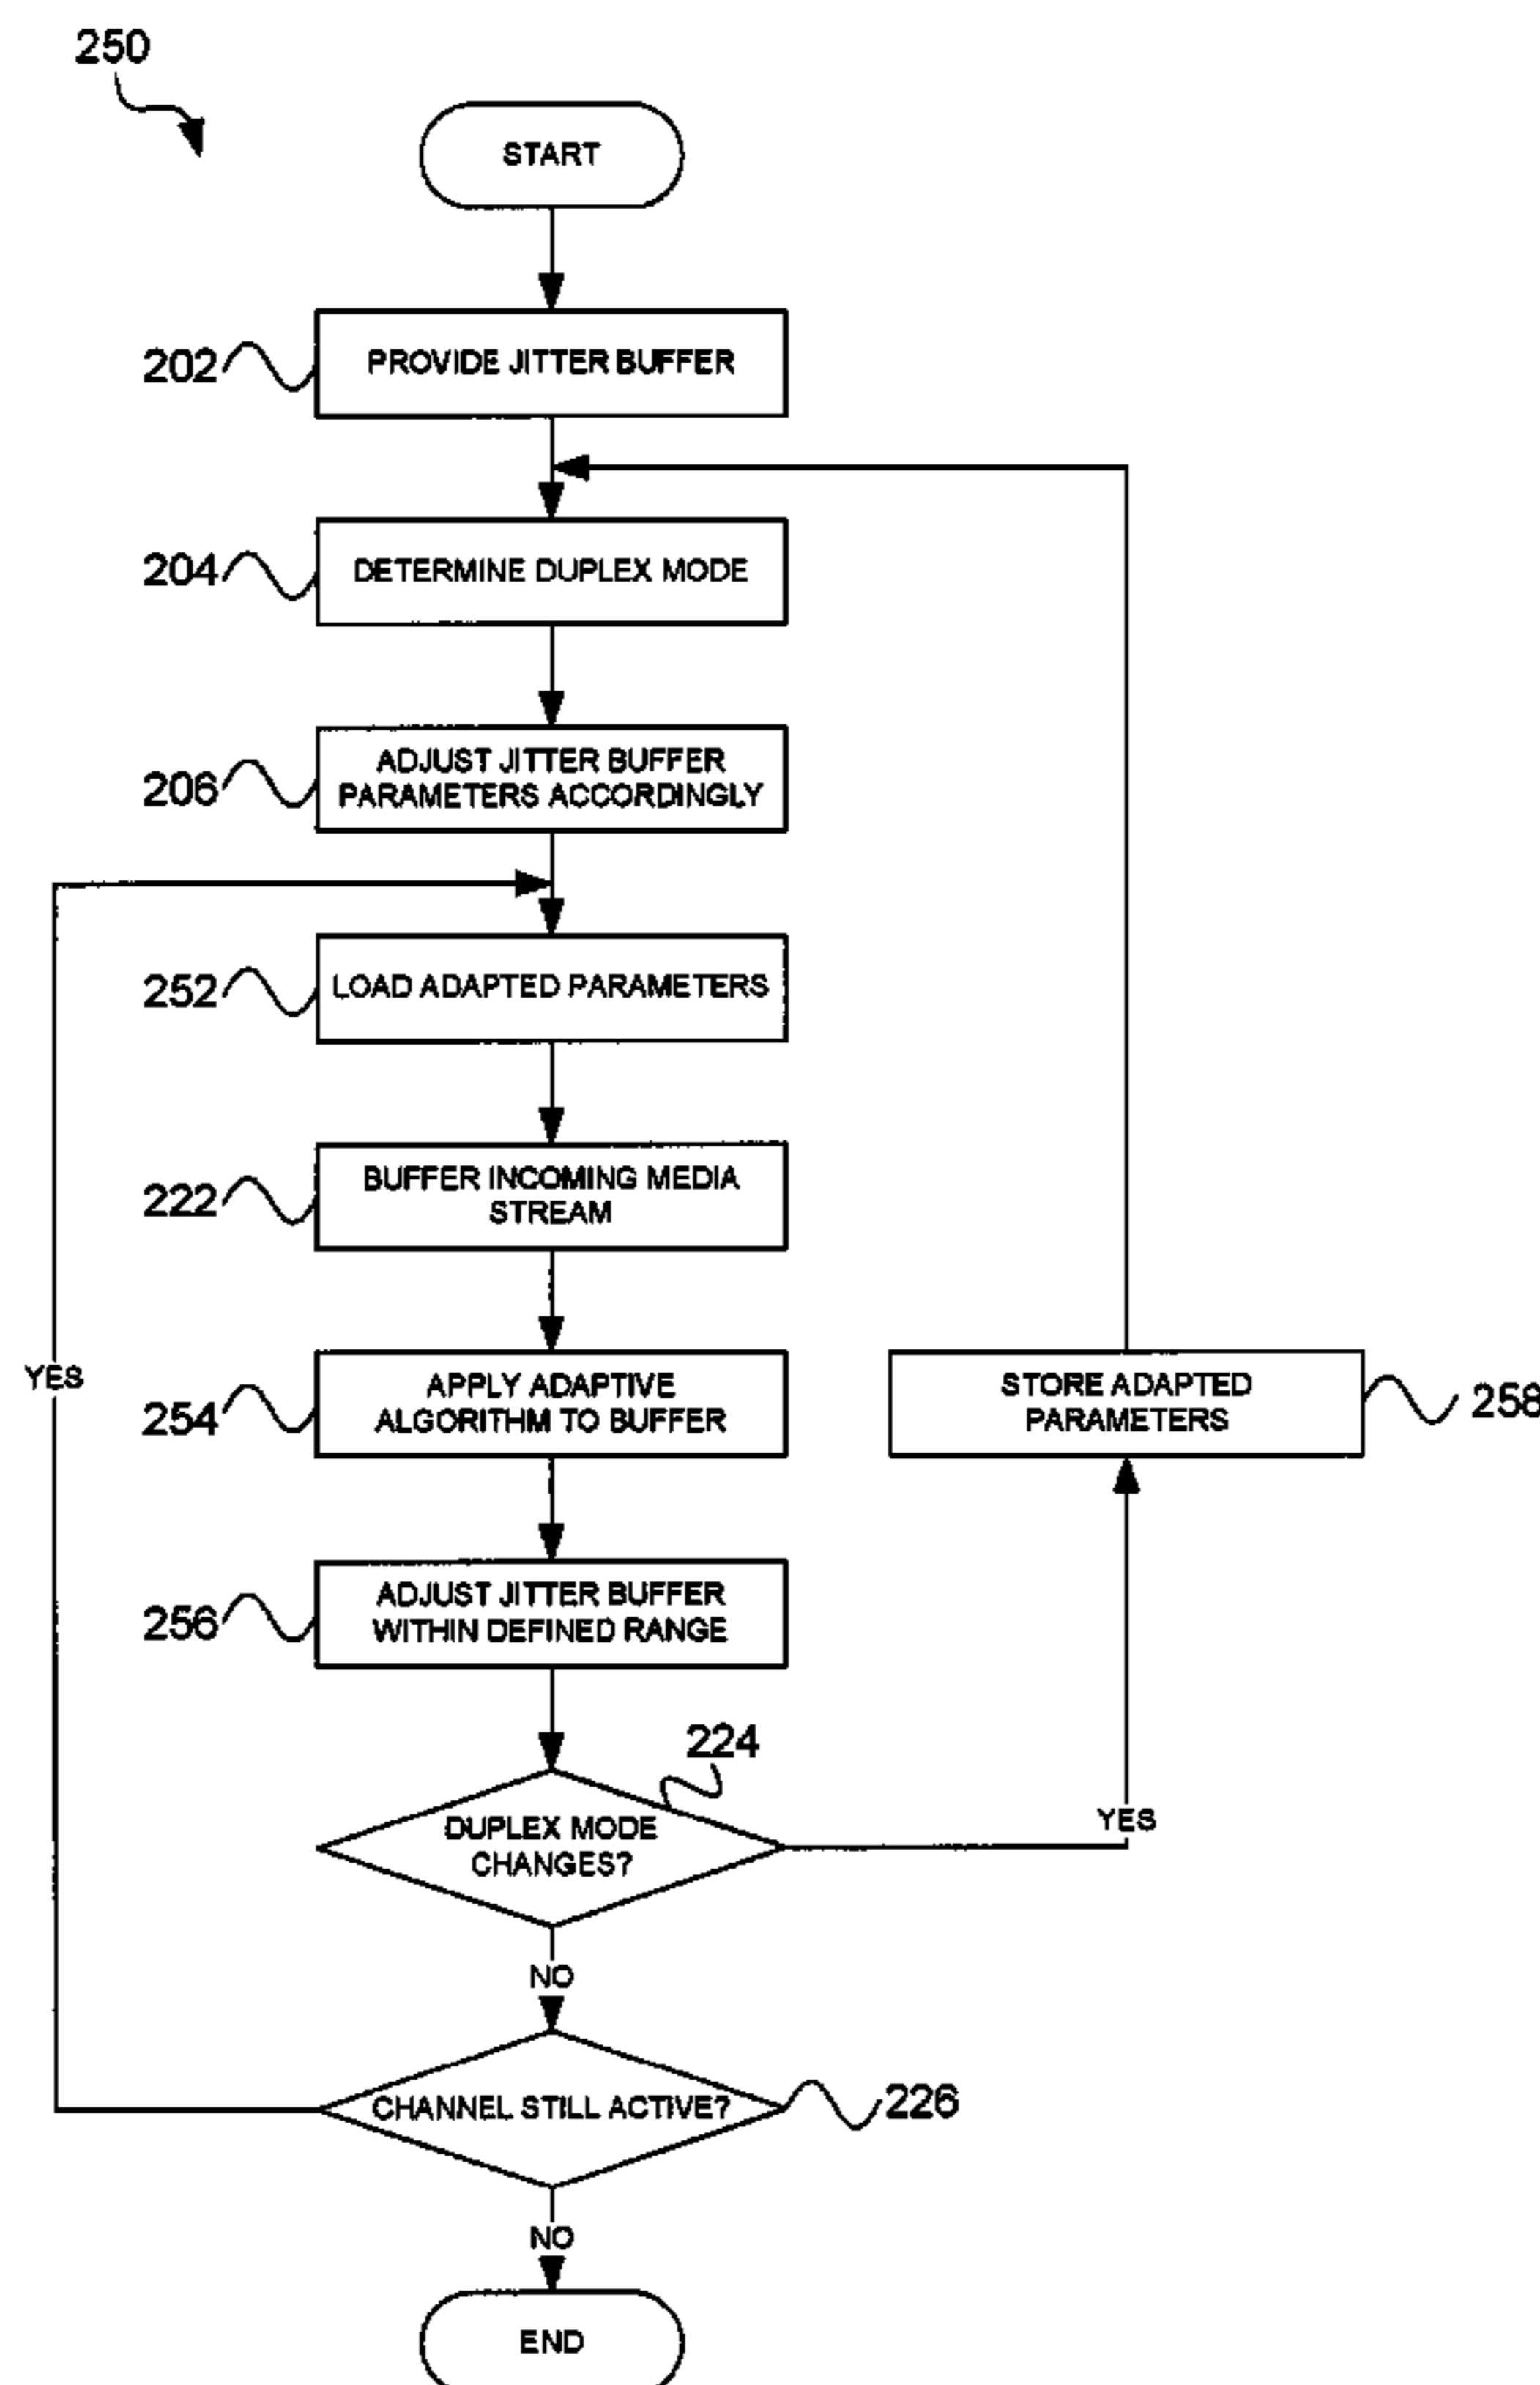 250
START
202
PROVIDE JITTER BUFFER
204
DETERMINE DUPLEX MODE
206
ADJUST JITTER BUFFER
PARAMETERS ACCORDINGLY
252
LOAD ADAPTED PARAMETERS
222
BUFFER INCOMING MEDIA
STREAM
YES
254
APPLY ADAPTIVE
ALGORITHM TO BUFFER
STORE ADAPTED
PARAMETERS
258
256
ADJUST JITTER BUFFER
WITHIN DEFINED RANGE
224
DUPLEX MODE
CHANGES?
YES
NO
CHANNEL STILL ACTIVE?
226
NO
END